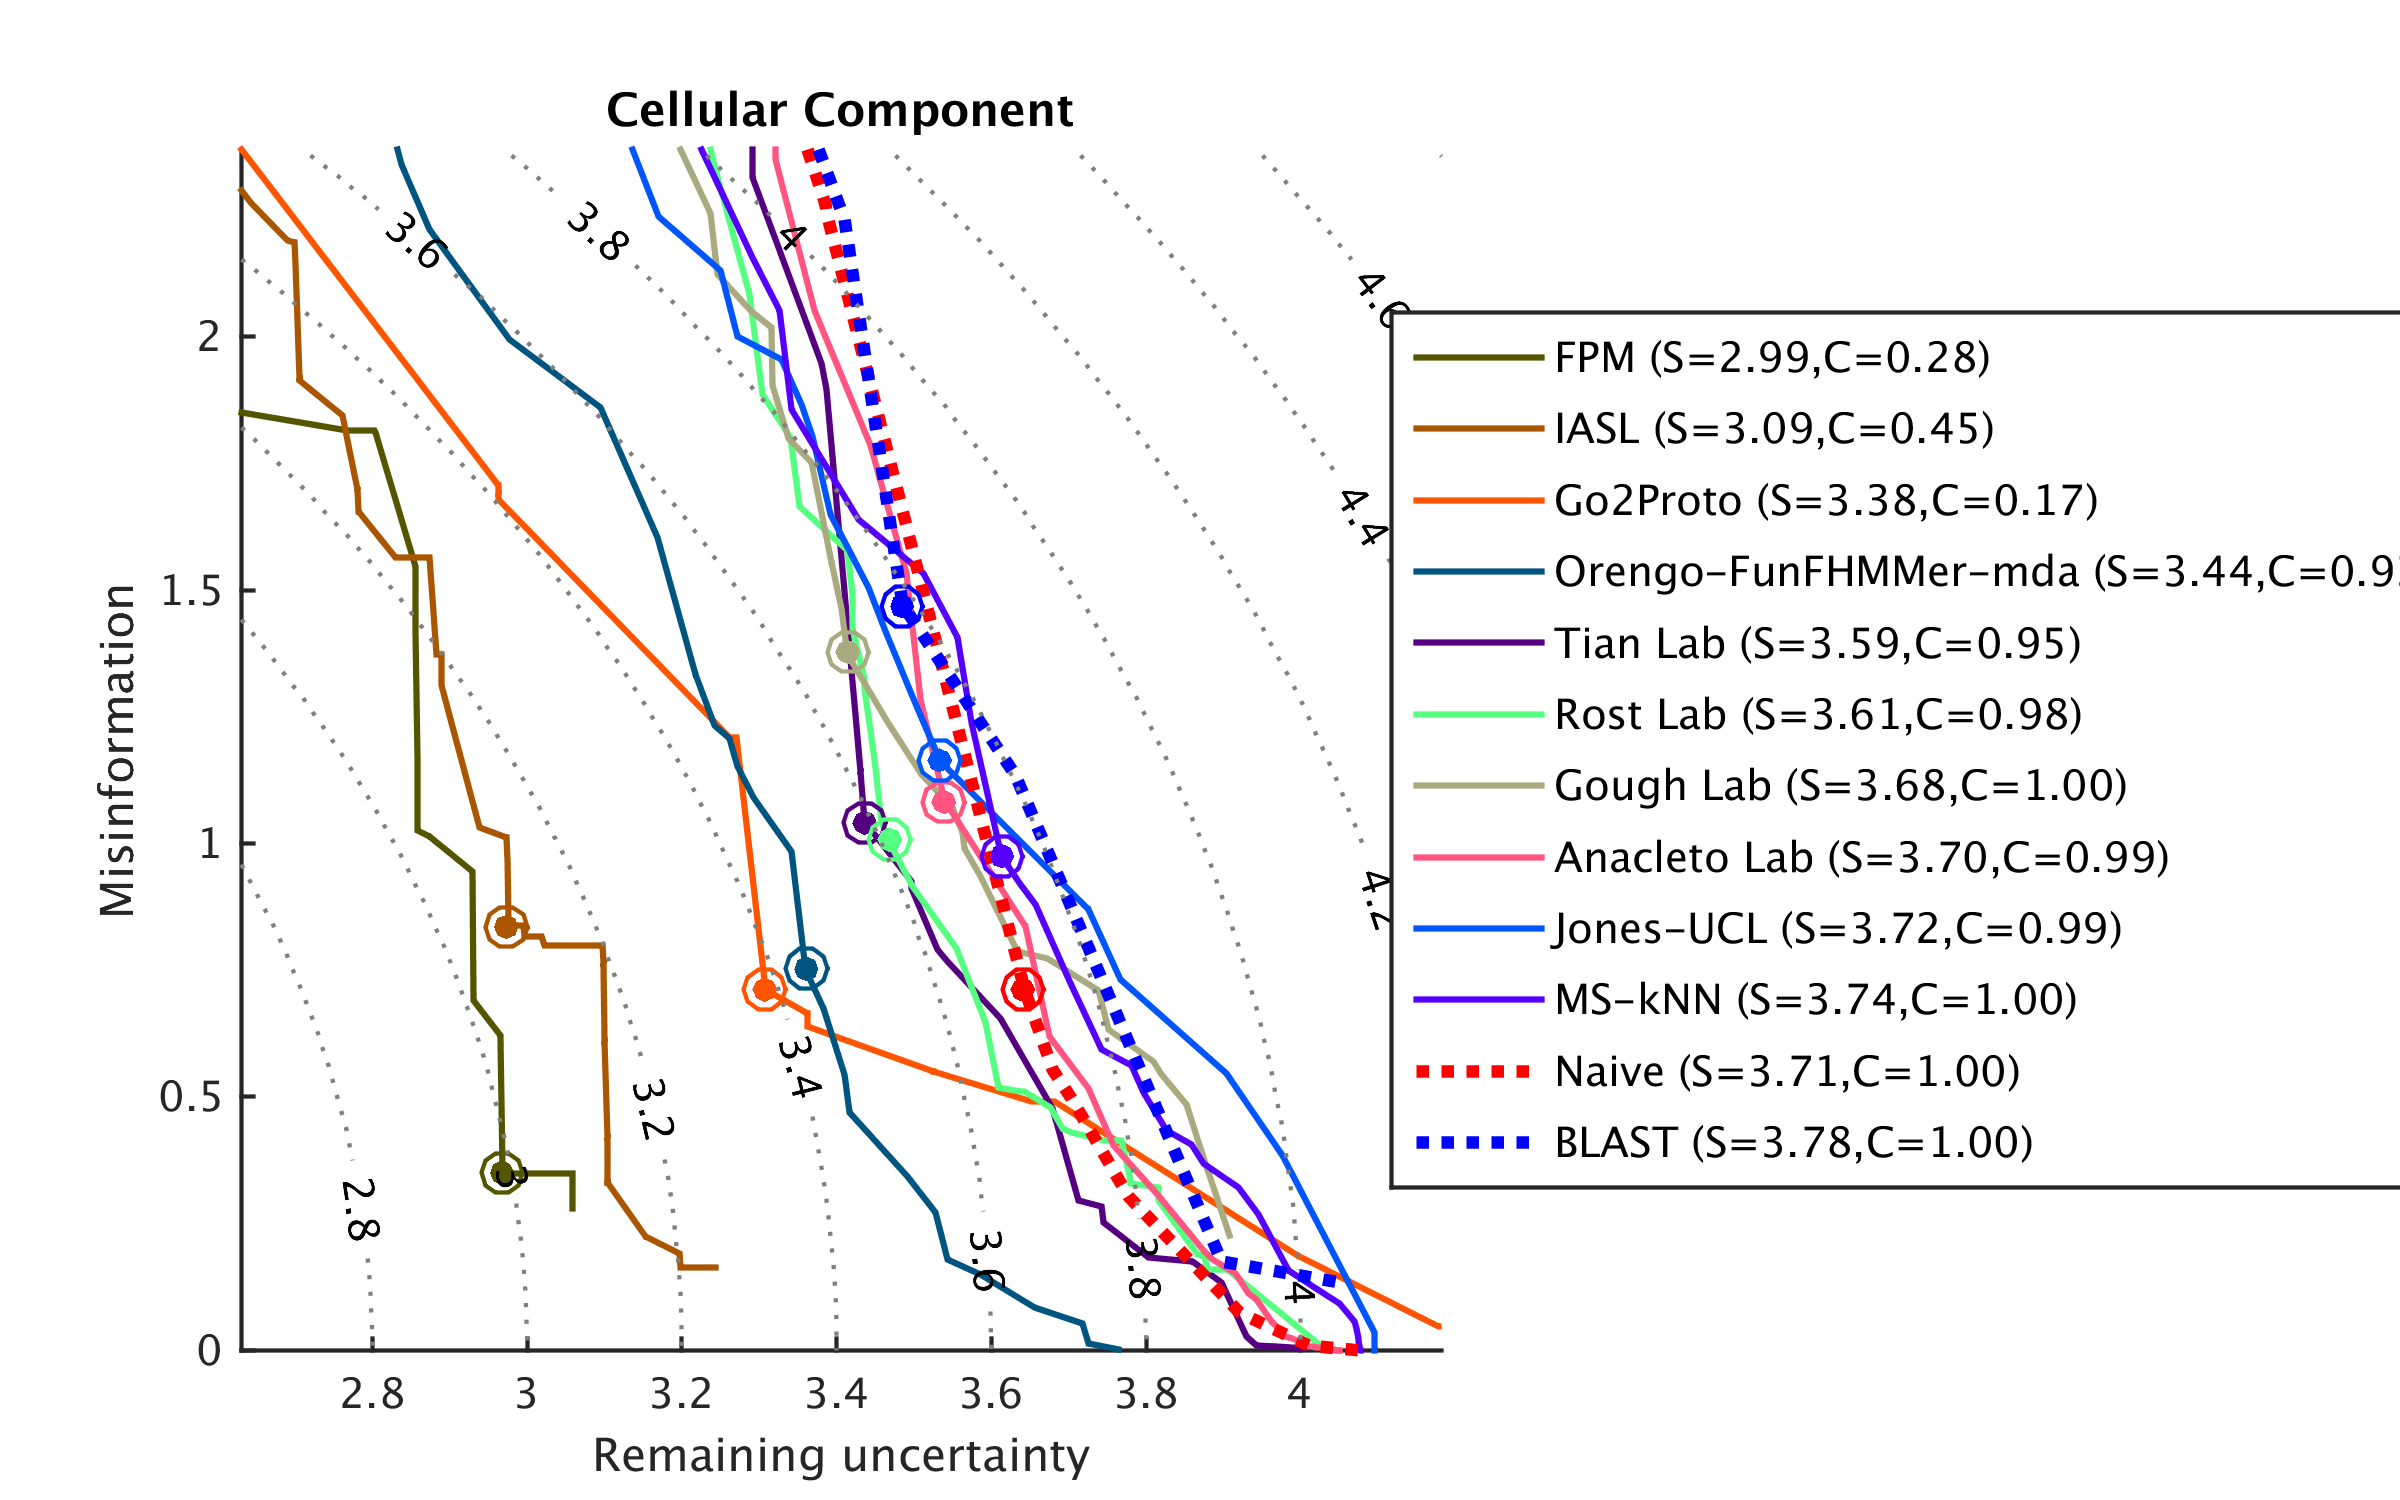 Cellular Component
Misinformation
2
1.5
1
0.5
0
2.8
3
3.2
3.4
3.6
3.8
4
Remaining uncertainty
3.6
3.8
4
4.6
4.4
4.2
2.8
3
3.2
3.4
3.6
3.8
4
FPM (S=2.99,C=0.28)
IASL (S=3.09,C=0.45)
Go2Proto (S=3.38,C=0.17)
Orengo-FunFHMMer-mda (S=3.44,C=0.9
Tian Lab (S=3.59,C=0.95)
Rost Lab (S=3.61,C=0.98)
Gough Lab (S=3.68,C=1.00)
Anacleto Lab (S=3.70,C=0.99)
Jones-UCL (S=3.72,C=0.99)
MS-kNN (S=3.74,C=1.00)
Naive (S=3.71,C=1.00)
BLAST (S=3.78,C=1.00)